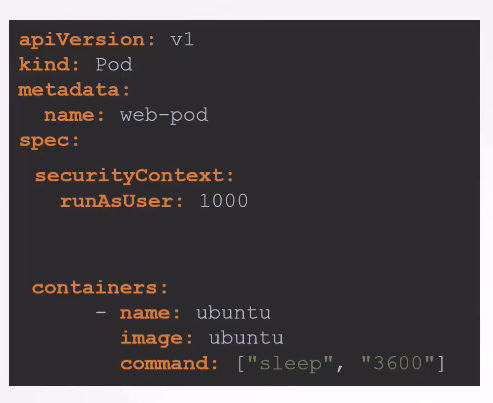 apiVersion: v1
kind: Pod
metadata:
  name: web-pod
spec:
  securityContext:
    runAsUser: 1000
  containers:
      - name: ubuntu
        image: ubuntu
        command: ["sleep", "3600"]